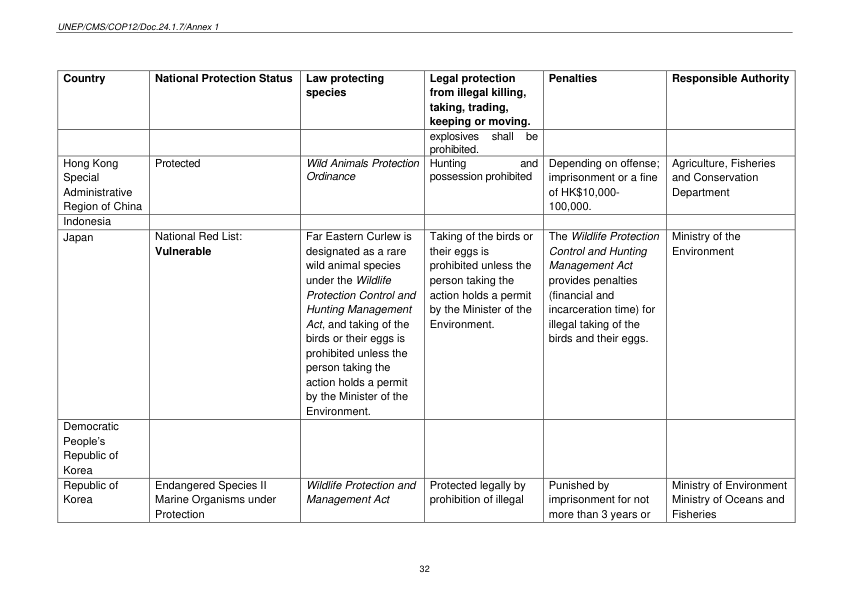 UNEP/CMS/COP12/Doc.24.1.7/Annex 1
Country
National Protection Status
Law protecting
species
Legal protection
from illegal killing,
taking, trading,
keeping or moving.
Penalties
Responsible Authority
explosives shall be
prohibited.
Hong Kong
Special
Administrative
Region of China
Protected
Wild Animals Protection
Ordinance
Hunting and
possession prohibited
Depending on offense;
imprisonment or a fine
of HK$10,000-
100,000.
Agriculture, Fisheries
and Conservation
Department
Indonesia
Japan
National Red List:
Vulnerable
Far Eastern Curlew is
designated as a rare
wild animal species
under the Wildlife
Protection Control and
Hunting Management
Act, and taking of the
birds or their eggs is
prohibited unless the
person taking the
action holds a permit
by the Minister of the
Environment.
Taking of the birds or
their eggs is
prohibited unless the
person taking the
action holds a permit
by the Minister of the
Environment.
The Wildlife Protection
Control and Hunting
Management Act
provides penalties
(financial and
incarceration time) for
illegal taking of the
birds and their eggs.
Ministry of the
Environment
Democratic
People's
Republic of
Korea
Republic of
Korea
Endangered Species II
Marine Organisms under
Protection
Wildlife Protection and
Management Act
Protected legally by
prohibition of illegal
Punished by
imprisonment for not
more than 3 years or
Ministry of Environment
Ministry of Oceans and
Fisheries
32